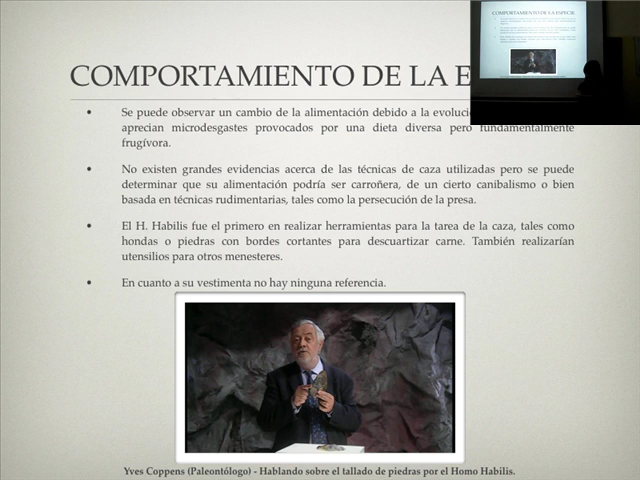 COMPORTAMIENTO DE LA
COMPORTAMIENTO DE LA ESPECIE
• Se puede observar un cambio de la alimentación debido a la
aprecian microdesgastes provocados por una dieta diversa pero fundamentalmente
frugívora.
• No existen grandes evidencias acerca de las técnicas de caza utilizadas pero se puede
determinar que su alimentación podría ser carroñera, de un cierto canibalismo o bien
basada en técnicas rudimentarias, tales como la persecución de la presa.
• El H. Habilis fue el primero en realizar herramientas para la tarea de la caza, tales como
hondas o piedras con bordes cortantes para descuartizar carne. También realizarían
utensilios para otros menesteres.
• En cuanto a su vestimenta no hay ninguna referencia.
Yves Coppens (Paleontólogo) - Hablando sobre el tallado de piedras por el Homo Habilis.